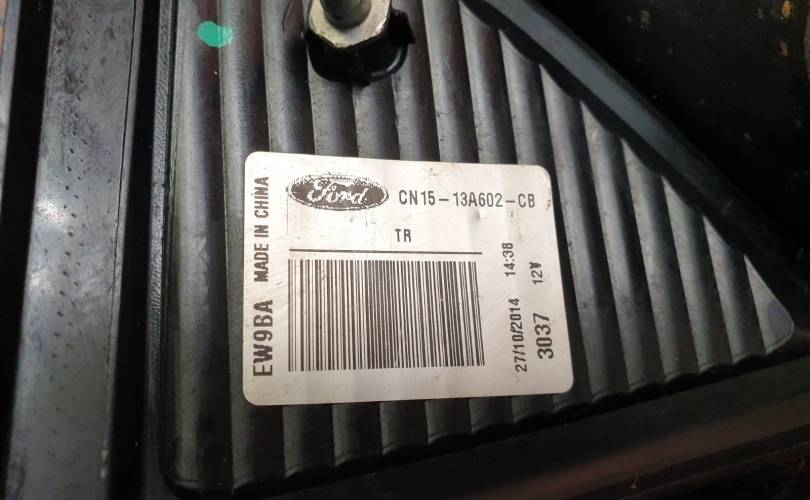 Ford
CN15-13A602-CB
TR
EW9BA MADE IN CHINA
27/10/2014 14:38
3037 12V